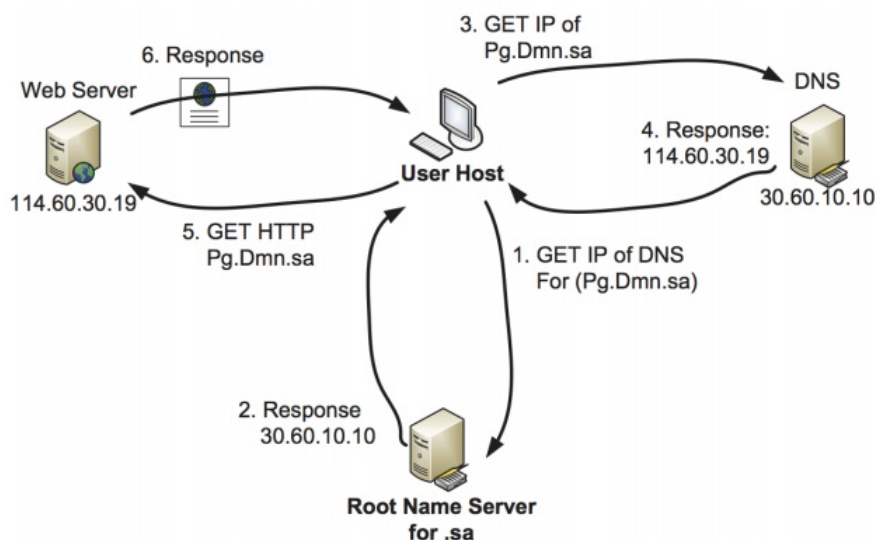 3. GET IP of
Pg.Dmn.sa
6. Response
Web Server
DNS
4. Response:
114.60.30.19
User Host
114.60.30.19
30.60.10.10
5. GET HTTP
Pg.Dmn.sa
1. GET IP of DNS
For (Pg.Dmn.sa)
2. Response
30.60.10.10
Root Name Server
for .sa